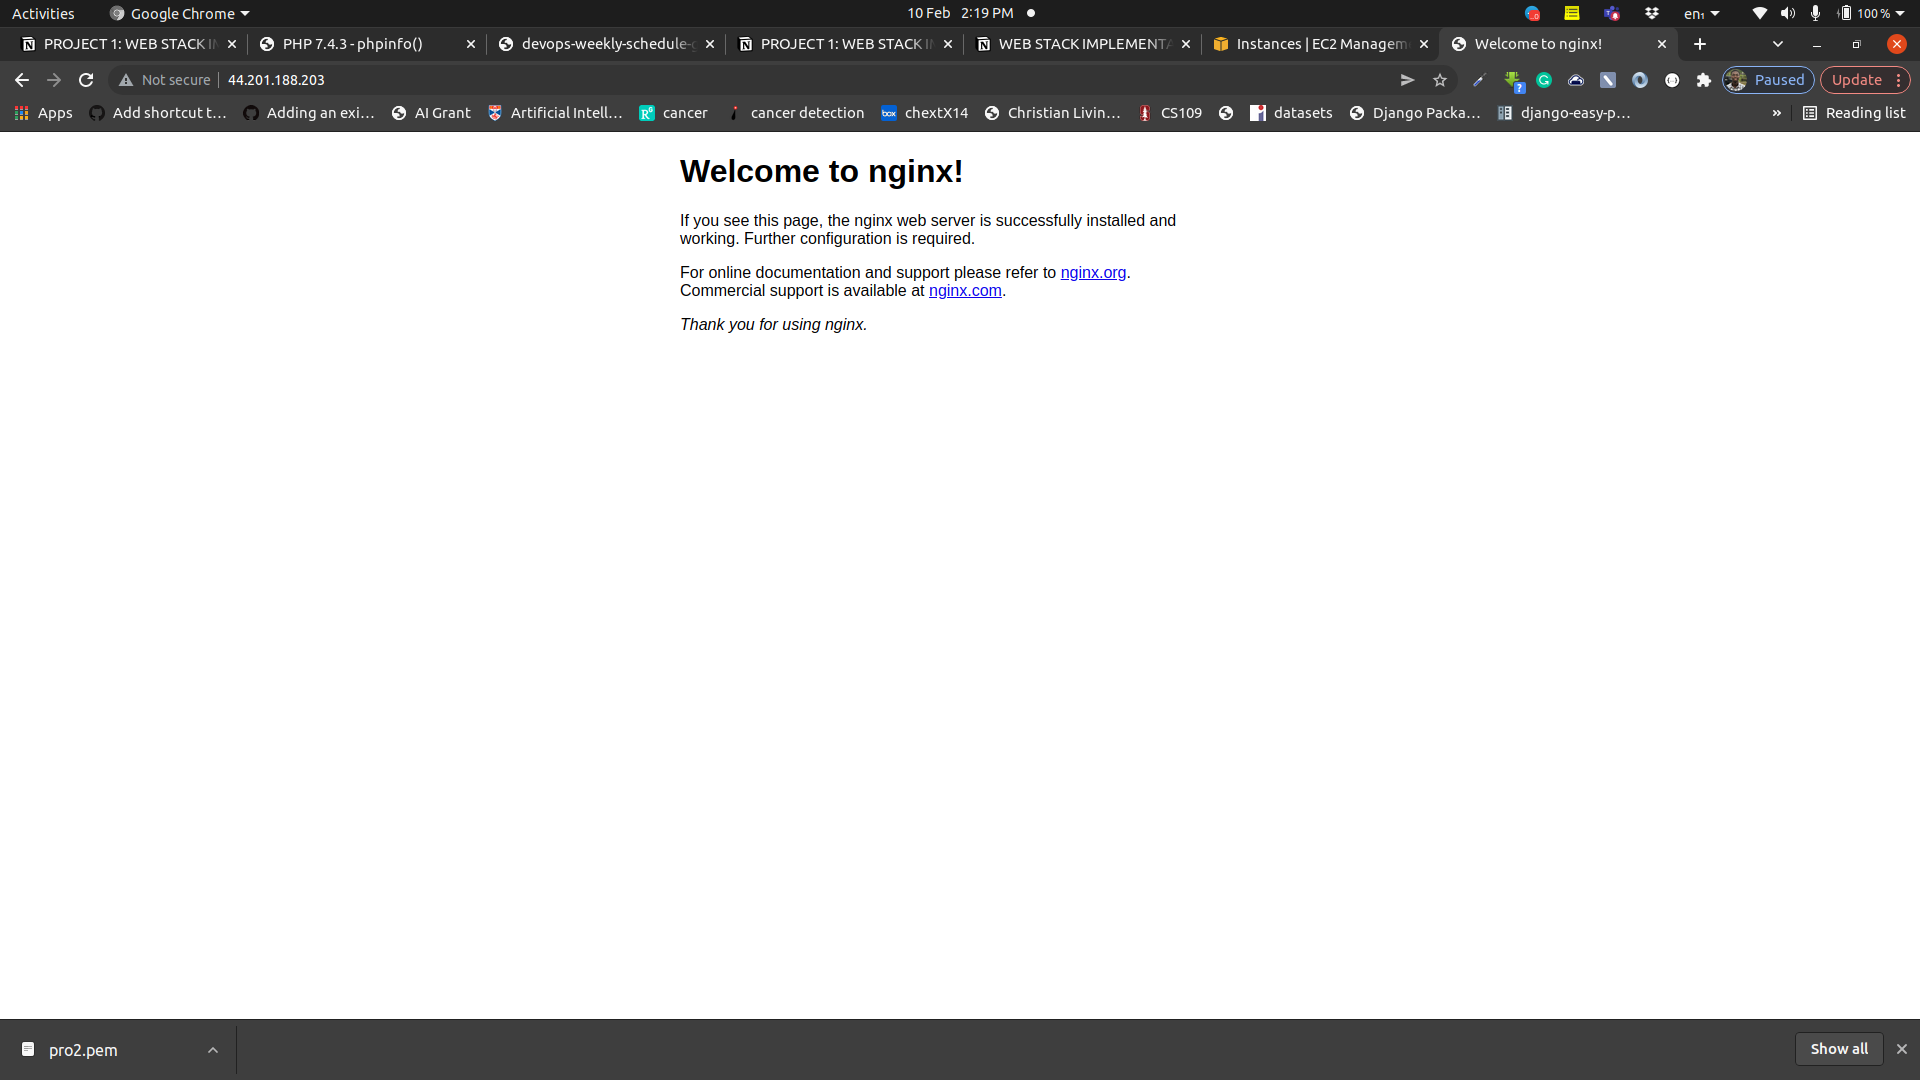 Activities Google Chrome 10 Feb 2:19 PM en₁ 100 %
PROJECT 1: WEB STACK IN PHP 7.4.3 - phpinfo() devops-weekly-schedule- PROJECT 1: WEB STACK IN WEB STACK IMPLEMENTA Instances | EC2 Managem Welcome to nginx!
Not secure 44.201.188.203 Paused Update
Apps Add shortcut t… Adding an exi… AI Grant Artificial Intell… cancer cancer detection chextX14 Christian Livin… CS109 datasets Django Packa… django-easy-p… » Reading list
Welcome to nginx!
If you see this page, the nginx web server is successfully installed and
working. Further configuration is required.
For online documentation and support please refer to nginx.org.
Commercial support is available at nginx.com.
Thank you for using nginx.
pro2.pem Show all